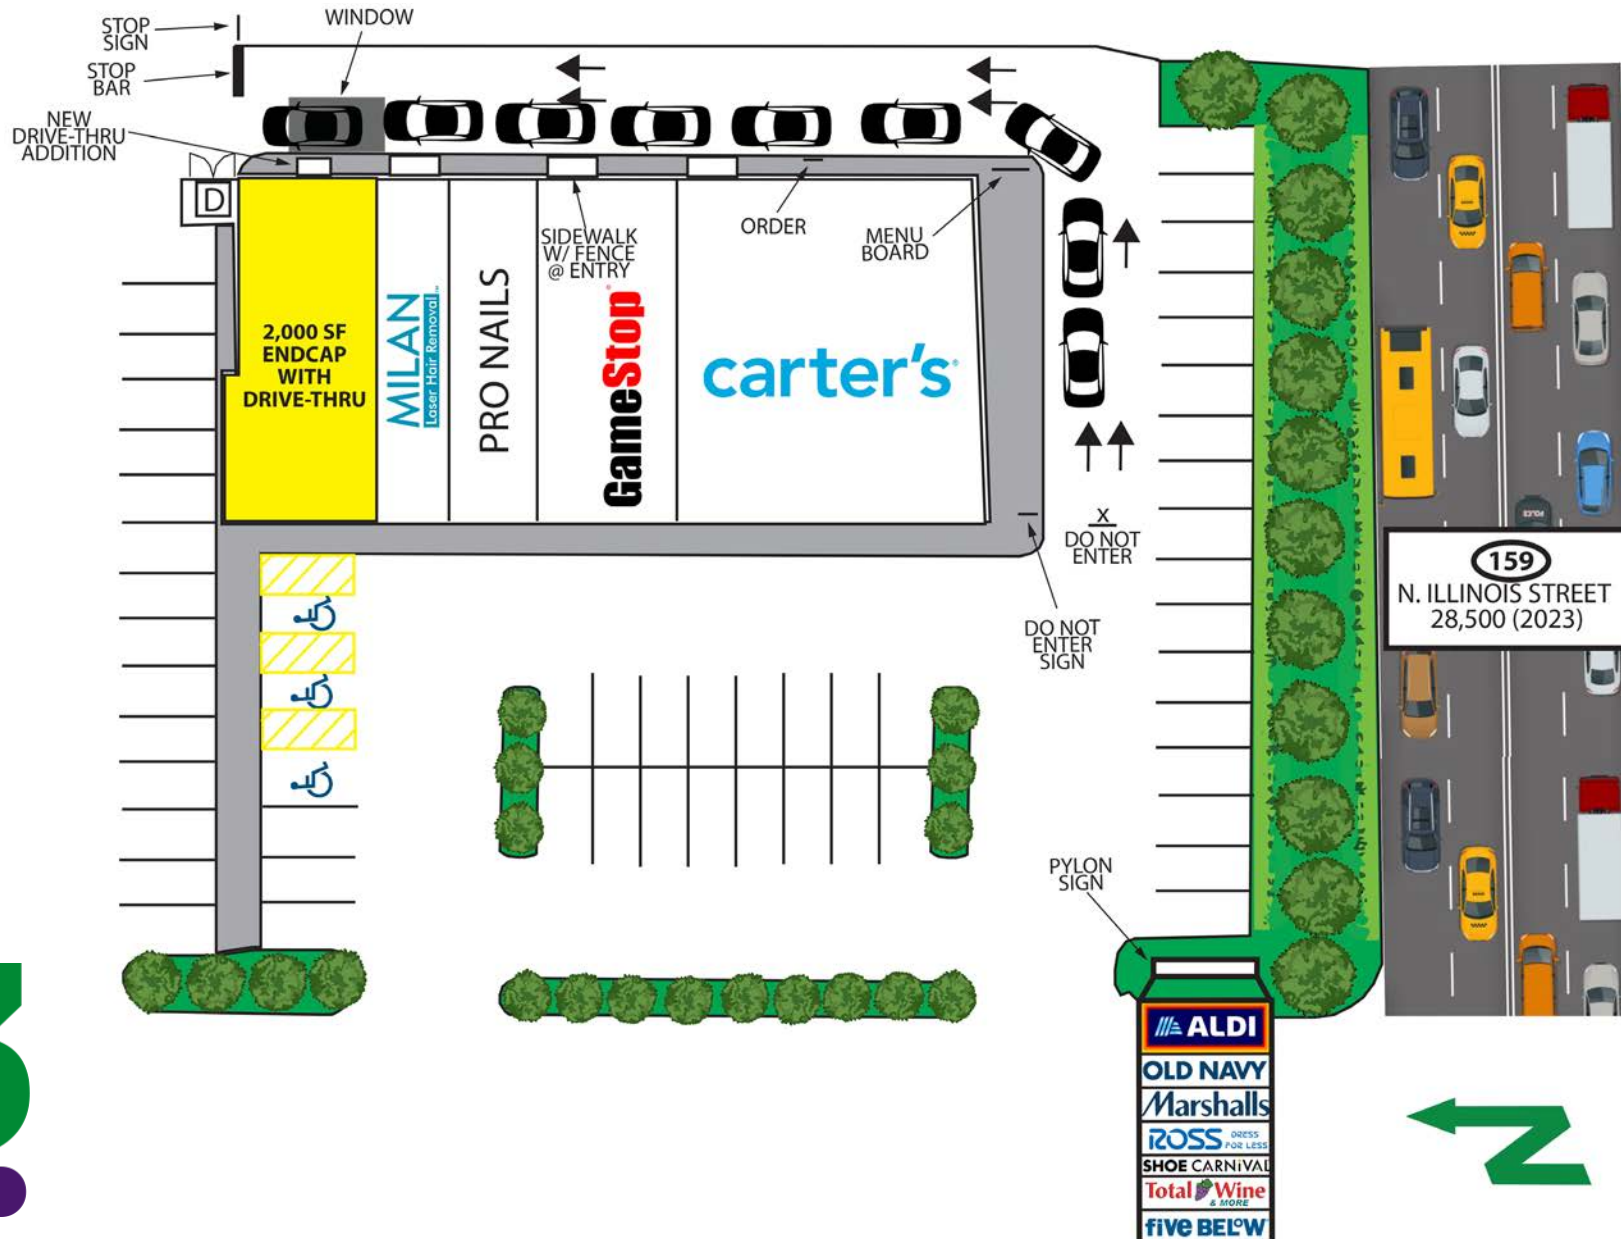 STOP
SIGN
WINDOW
STOP
BAR
NEW
DRIVE-THRU
ADDITION
D
ORDER
MENU
BOARD
SIDEWALK
W/ FENCE
@ ENTRY
2,000 SF
ENDCAP
WITH
DRIVE-THRU
MILAN
Laser Hair Removal
PRO NAILS
GameStop
carter's
X
DO NOT
ENTER
DO NOT
ENTER
SIGN
POLICE
159
N. ILLINOIS STREET
28,500 (2023)
PYLON
SIGN
ALDI
OLD NAVY
Marshalls
ROSS DRESS
FOR LESS
SHOE CARNIVAL
Total Wine
& MORE
five BELOW
N